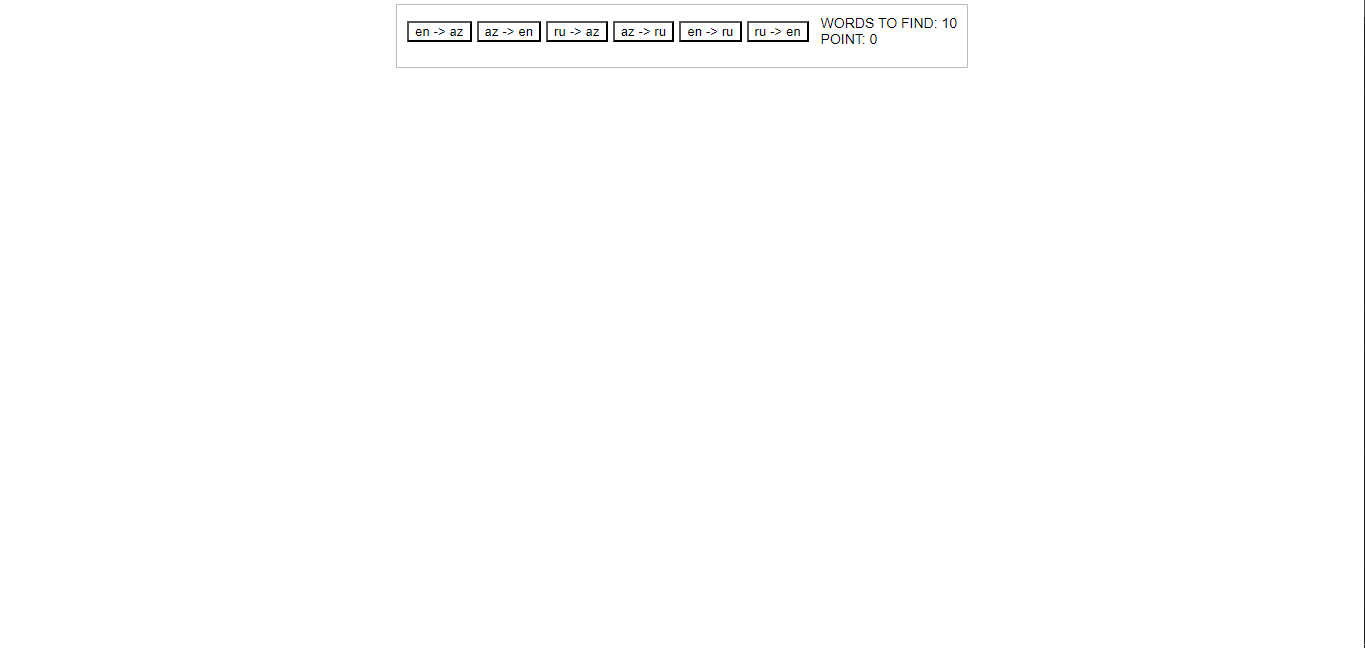 en -> az az -> en ru -> az az -> ru en -> ru ru -> en
WORDS TO FIND: 10
POINT: 0